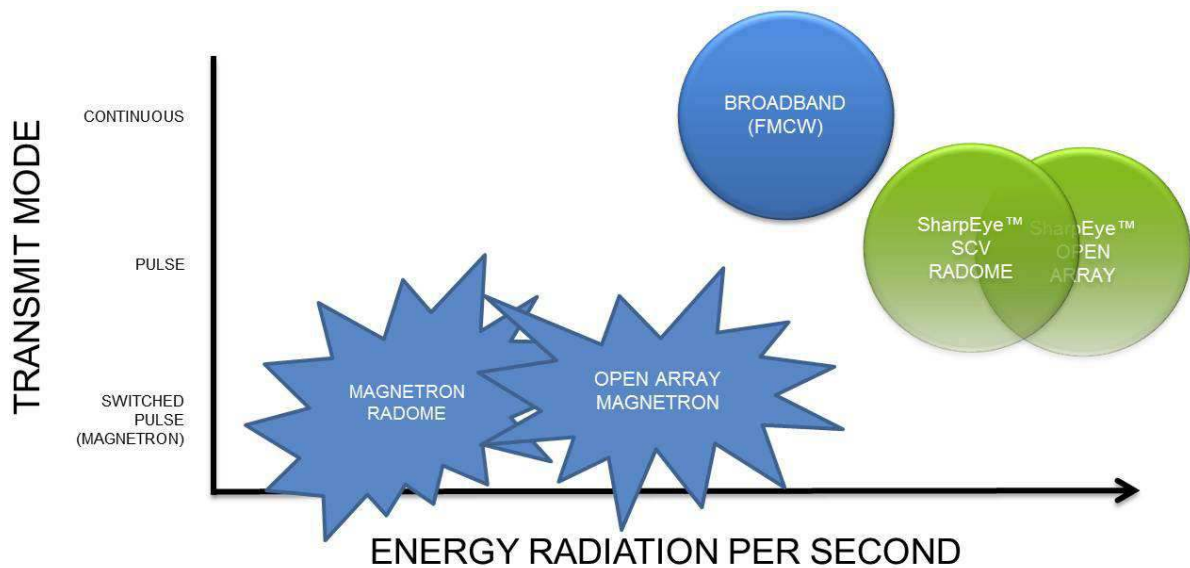 TRANSMIT MODE
CONTINUOUS
PULSE
SWITCHED
PULSE
(MAGNETRON)
BROADBAND
(FMCW)
SharpEye™
SCV
RADOME
SharpEye™
OPEN
ARRAY
MAGNETRON
RADOME
OPEN ARRAY
MAGNETRON
ENERGY RADIATION PER SECOND